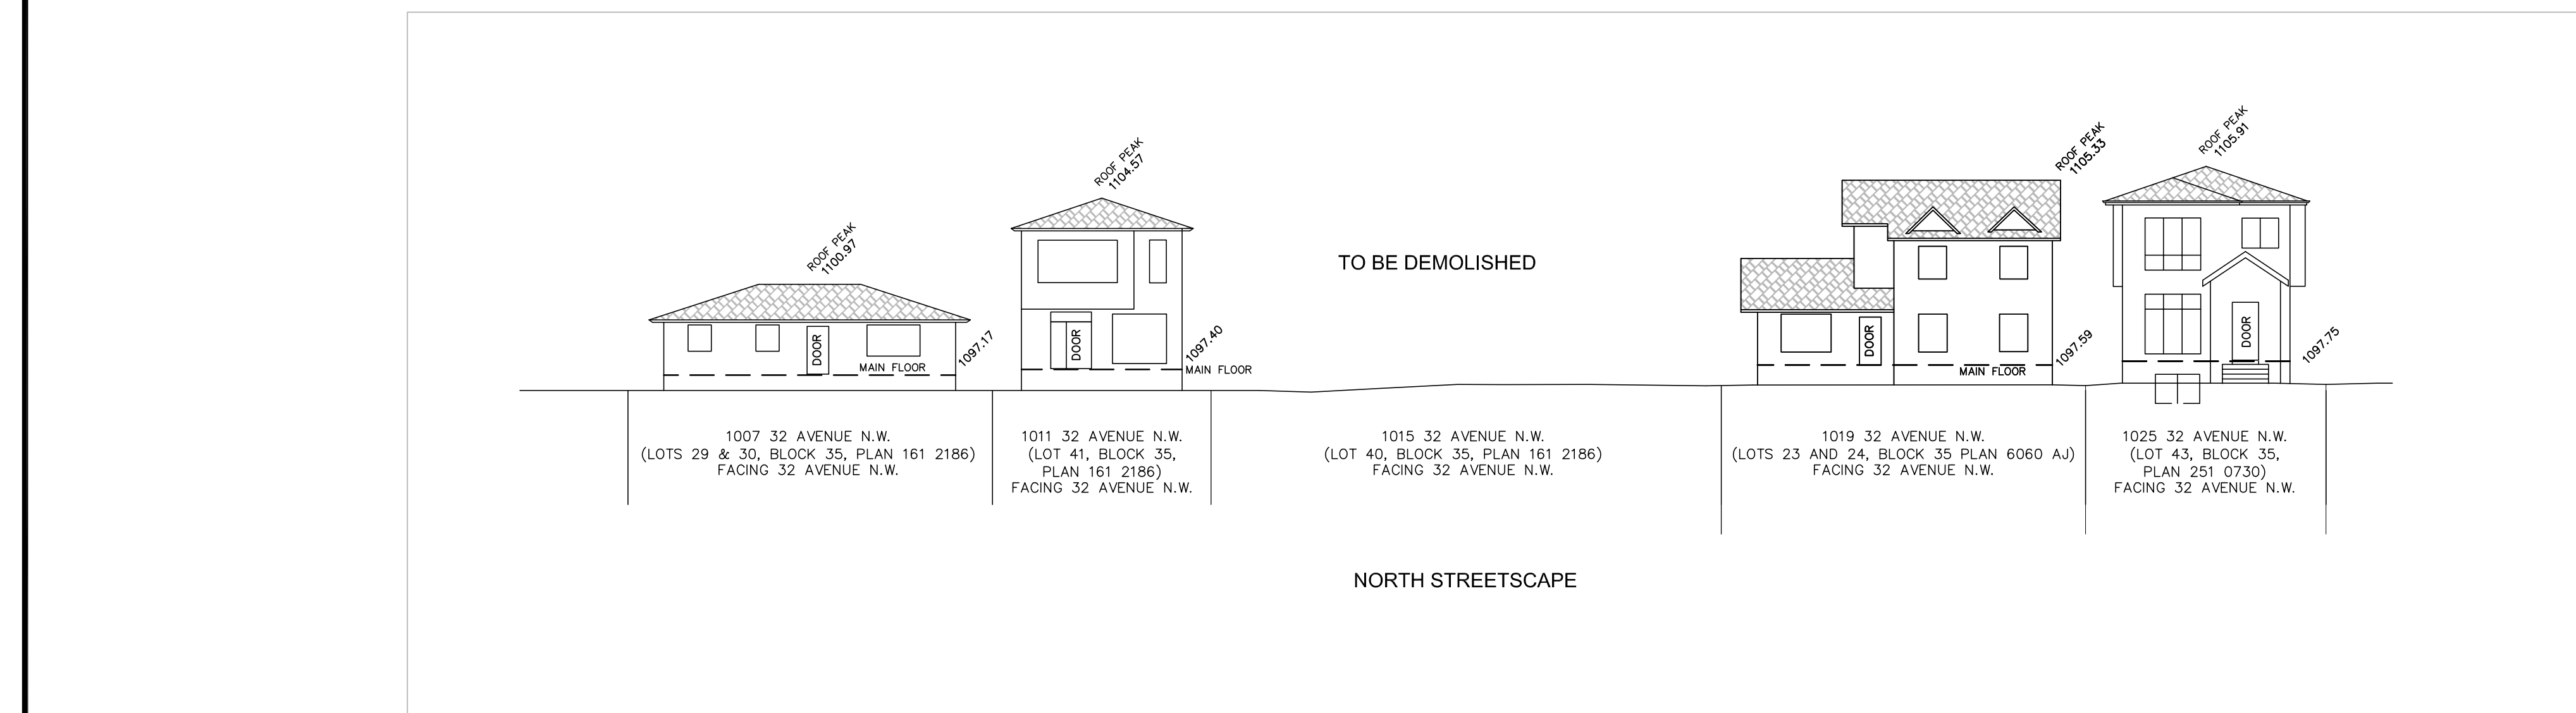 ROOF PEAK
1100.97
DOOR
MAIN FLOOR
1097.17
1007 32 AVENUE N.W.
(LOTS 29 & 30, BLOCK 35, PLAN 161 2186)
FACING 32 AVENUE N.W.
ROOF PEAK
1104.57
DOOR
1097.40
MAIN FLOOR
1011 32 AVENUE N.W.
(LOT 41, BLOCK 35,
PLAN 161 2186)
FACING 32 AVENUE N.W.
TO BE DEMOLISHED
1015 32 AVENUE N.W.
(LOT 40, BLOCK 35, PLAN 161 2186)
FACING 32 AVENUE N.W.
ROOF PEAK
1105.33
DOOR
MAIN FLOOR
1097.59
1019 32 AVENUE N.W.
(LOTS 23 AND 24, BLOCK 35 PLAN 6060 AJ)
FACING 32 AVENUE N.W.
ROOF PEAK
1105.91
DOOR
1097.75
1025 32 AVENUE N.W.
(LOT 43, BLOCK 35,
PLAN 251 0730)
FACING 32 AVENUE N.W.
NORTH STREETSCAPE